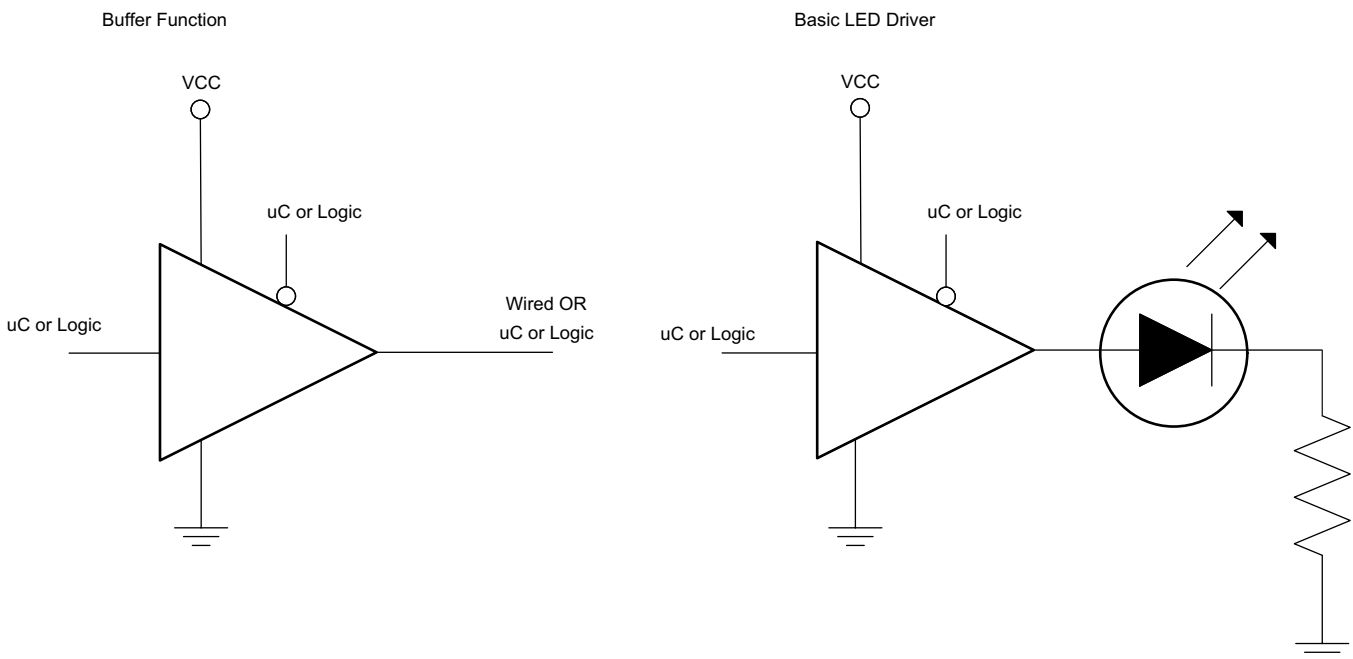 Buffer Function
VCC
uC or Logic
uC or Logic
Wired OR
uC or Logic
Basic LED Driver
VCC
uC or Logic
uC or Logic